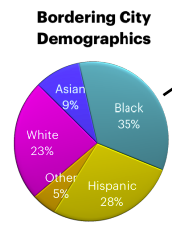 Bordering City
Demographics
Asian
9%
Black
35%
White
23%
Other
5%
Hispanic
28%